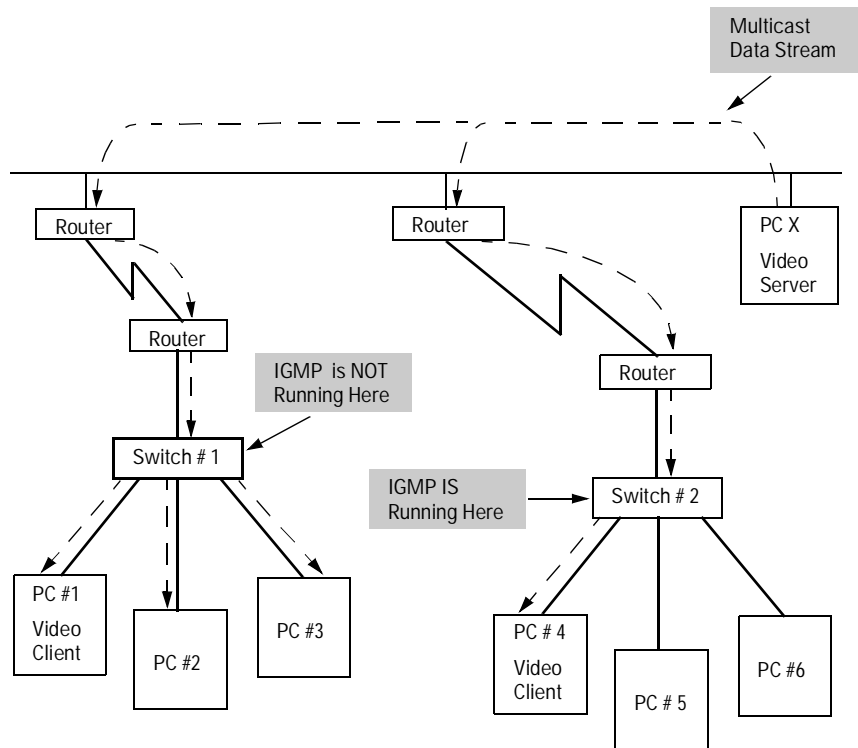 Multicast
Data Stream
Router
Router
PC X
Video
Server
Router
Router
IGMP is NOT
Running Here
Switch # 1
IGMP IS
Running Here
Switch # 2
PC #1
Video
Client
PC #2
PC #3
PC # 4
Video
Client
PC # 5
PC #6